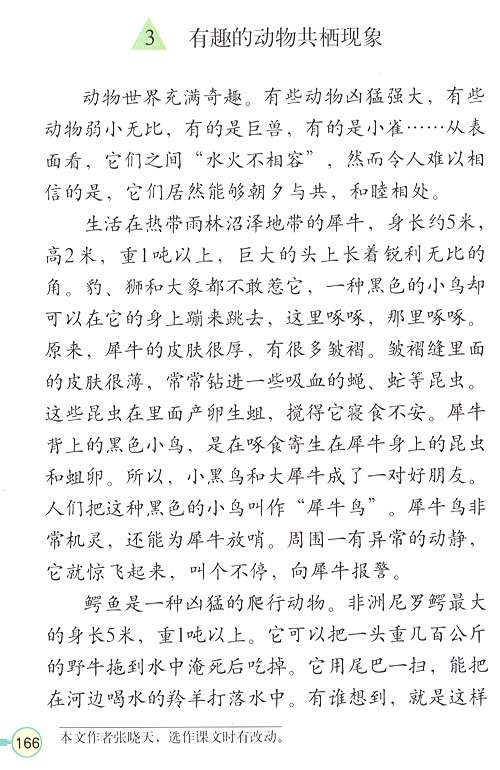 3 有趣的动物共栖现象
动物世界充满奇趣。有些动物凶猛强大，有些
动物弱小无比，有的是巨兽，有的是小雀……从表
面看，它们之间“水火不相容”，然而令人难以相
信的是，它们居然能够朝夕与共，和睦相处。
生活在热带雨林沼泽地带的犀牛，身长约5米，
高2米，重1吨以上，巨大的头上长着锐利无比的
角。豹、狮和大象都不敢惹它，一种黑色的小鸟却
可以在它的身上蹦来跳去，这里啄啄，那里啄啄。
原来，犀牛的皮肤很厚，有很多皱褶。皱褶缝里面
的皮肤很薄，常常钻进一些吸血的蝇、虻等昆虫。
这些昆虫在里面产卵生蛆，搅得它寝食不安。犀牛
背上的黑色小鸟，是在啄食寄生在犀牛身上的昆虫
和蛆卵。所以，小黑鸟和大犀牛成了一对好朋友。
人们把这种黑色的小鸟叫作“犀牛鸟”。犀牛鸟非
常机灵，还能为犀牛放哨。周围一有异常的动静，
它就惊飞起来，叫个不停，向犀牛报警。
鳄鱼是一种凶猛的爬行动物。非洲尼罗鳄最大
的身长5米，重1吨以上。它可以把一头重几百公斤
的野牛拖到水中淹死后吃掉。它用尾巴一扫，能把
在河边喝水的羚羊打落水中。有谁想到，就是这样
本文作者张晓天，选作课文时有改动。
166